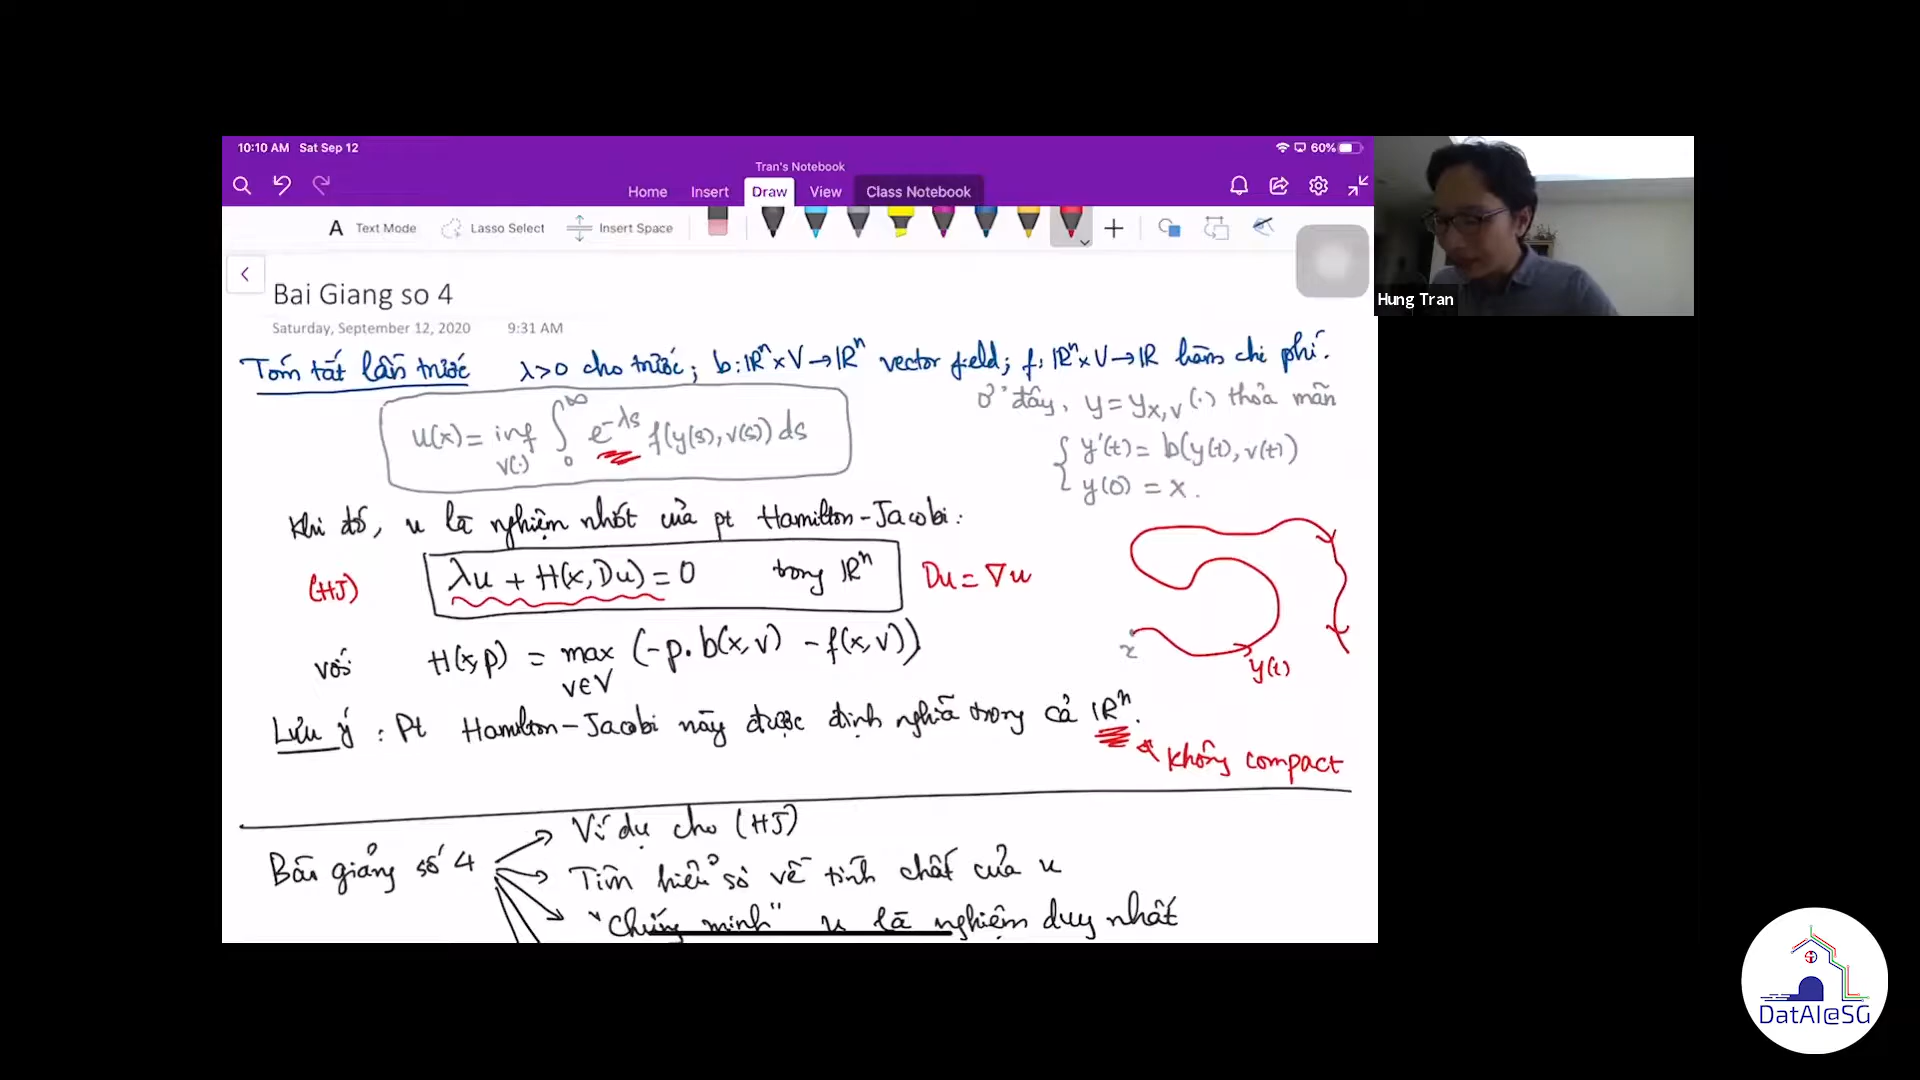 10:10 AM Sat Sep 12
60%
Tran's Notebook
Home Insert Draw View Class Notebook
A Text Mode Lasso Select Insert Space
Hung Tran
Bai Giang so 4
Saturday, September 12, 2020 9:31 AM
Tóm tắt lần trước λ>0 cho trước; b: ℝⁿ×V→ℝⁿ vector field; f: ℝⁿ×V→ℝ hàm chi phí.
u(x) = inf_{v(·)} ∫₀^∞ e^{-λs} f(y(s), v(s)) ds
Ở đây, y = y_{x,v}(·) thỏa mãn
{ y'(t) = b(y(t), v(t))
y(0) = x.
Khi đó, u là nghiệm nhớt của pt Hamilton-Jacobi:
(HJ) λu + H(x, Du) = 0 trong ℝⁿ Du = ∇u
x y(t)
với H(x,p) = max_{v∈V} (-p·b(x,v) - f(x,v))
Lưu ý: Pt Hamilton-Jacobi này được định nghĩa trong cả ℝⁿ.
không compact
Bài giảng số 4
Ví dụ cho (HJ)
Tìm hiểu sơ về tính chất của u
"Chứng minh" u là nghiệm duy nhất
DatAI@SG